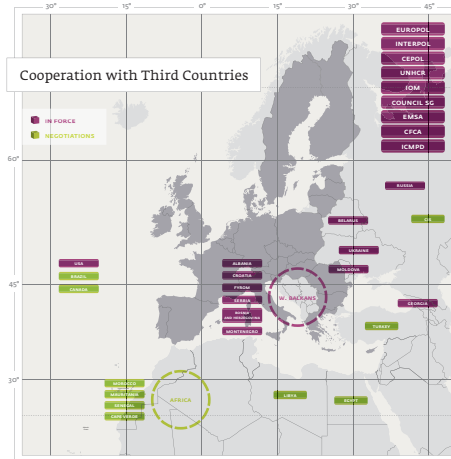 30° 15° 0° 15° 30° 45°
EUROPOL
INTERPOL
CEPOL
UNHCR
IOM
COUNCIL SG
EMSA
CFCA
ICMPD
Cooperation with Third Countries
IN FORCE
NEGOTIATIONS
60°
RUSSIA
BELARUS
CIS
UKRAINE
MOLDOVA
USA
BRAZIL
CANADA
ALBANIA
CROATIA
FYROM
SERBIA
BOSNIA
AND HERZEGOVINA
MONTENEGRO
W. BALKANS
45°
GEORGIA
TURKEY
30°
MOROCCO
MAURITANIA
SENEGAL
CAPE VERDE
AFRICA
LIBYA
EGYPT